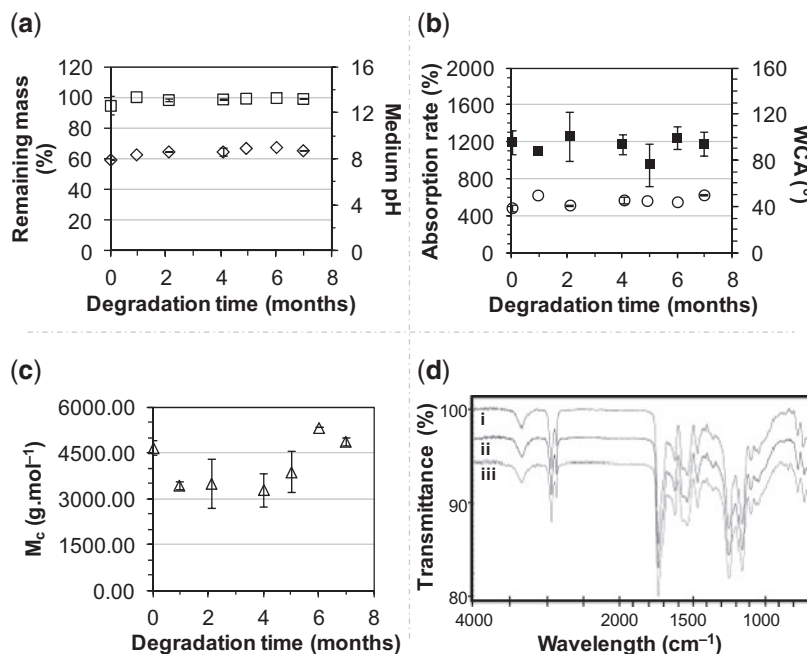 (a)
Remaining mass
(%)
120
100
80
60
40
20
0
16
12
8
4
0
Medium pH
0 2 4 6 8
Degradation time (months)
(b)
Absorption rate (%)
2000
1600
1200
800
400
0
160
120
80
40
0
WCA (°)
0 2 4 6 8
Degradation time (months)
(c)
Mc (g.mol−1)
6000.00
4500.00
3000.00
1500.00
0.00
0 2 4 6 8
Degradation time (months)
(d)
Transmittance (%)
100
90
80
i
ii
iii
4000 2000 1500 1000
Wavelength (cm−1)